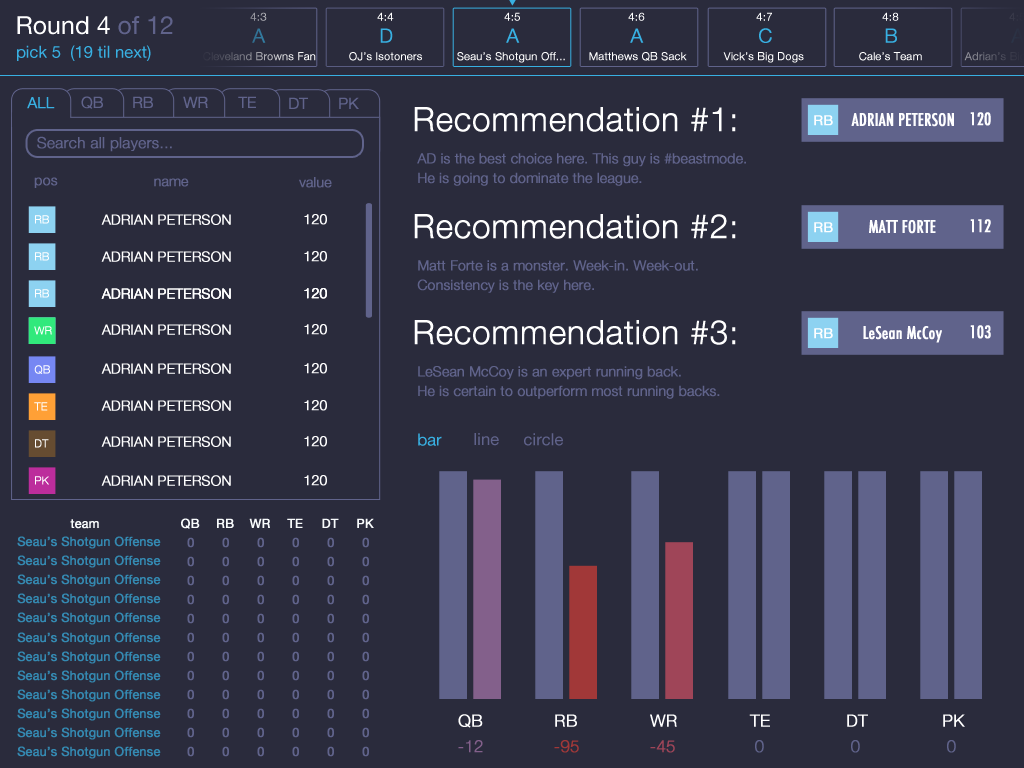 Round 4 of 12
pick 5 (19 til next)
4:3
A
Cleveland Browns Fan
4:4
D
OJ's Isotoners
4:5
A
Seau's Shotgun Off...
4:6
A
Matthews QB Sack
4:7
C
Vick's Big Dogs
4:8
B
Cale's Team
4
A
Adrian's B
ALL QB RB WR TE DT PK
Search all players...
pos name value
RB ADRIAN PETERSON 120
RB ADRIAN PETERSON 120
RB ADRIAN PETERSON 120
WR ADRIAN PETERSON 120
QB ADRIAN PETERSON 120
TE ADRIAN PETERSON 120
DT ADRIAN PETERSON 120
PK ADRIAN PETERSON 120
team QB RB WR TE DT PK
Seau's Shotgun Offense 0 0 0 0 0 0
Seau's Shotgun Offense 0 0 0 0 0 0
Seau's Shotgun Offense 0 0 0 0 0 0
Seau's Shotgun Offense 0 0 0 0 0 0
Seau's Shotgun Offense 0 0 0 0 0 0
Seau's Shotgun Offense 0 0 0 0 0 0
Seau's Shotgun Offense 0 0 0 0 0 0
Seau's Shotgun Offense 0 0 0 0 0 0
Seau's Shotgun Offense 0 0 0 0 0 0
Seau's Shotgun Offense 0 0 0 0 0 0
Seau's Shotgun Offense 0 0 0 0 0 0
Seau's Shotgun Offense 0 0 0 0 0 0
Recommendation #1:
RB ADRIAN PETERSON 120
AD is the best choice here. This guy is #beastmode.
He is going to dominate the league.
Recommendation #2:
RB MATT FORTE 112
Matt Forte is a monster. Week-in. Week-out.
Consistency is the key here.
Recommendation #3:
RB LeSean McCoy 103
LeSean McCoy is an expert running back.
He is certain to outperform most running backs.
bar line circle
QB RB WR TE DT PK
-12 -95 -45 0 0 0